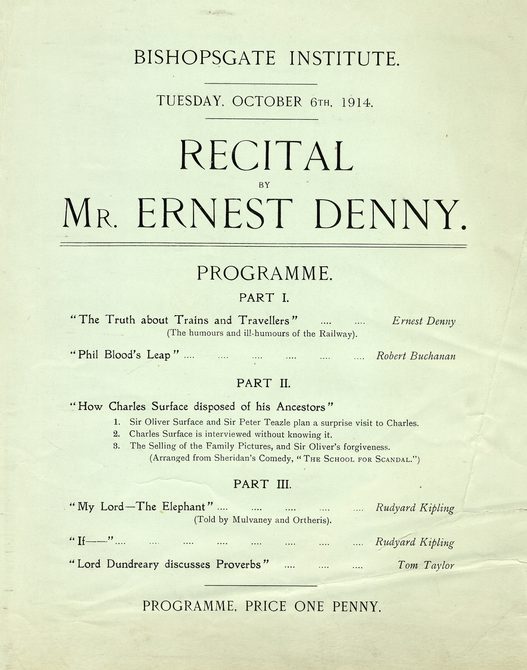 BISHOPSGATE INSTITUTE.
TUESDAY, OCTOBER 6TH, 1914.
RECITAL
BY
MR. ERNEST DENNY.
PROGRAMME.
PART I.
"The Truth about Trains and Travellers" .... .... Ernest Denny
(The humours and ill-humours of the Railway).
"Phil Blood's Leap" .... .... .... .... .... .... Robert Buchanan
PART II.
"How Charles Surface disposed of his Ancestors"
1. Sir Oliver Surface and Sir Peter Teazle plan a surprise visit to Charles.
2. Charles Surface is interviewed without knowing it.
3. The Selling of the Family Pictures, and Sir Oliver's forgiveness.
(Arranged from Sheridan's Comedy, "THE SCHOOL FOR SCANDAL.")
PART III.
"My Lord—The Elephant" .... .... .... .... .... Rudyard Kipling
(Told by Mulvaney and Ortheris).
"If——".... .... .... .... .... .... .... Rudyard Kipling
"Lord Dundreary discusses Proverbs" .... .... .... Tom Taylor
PROGRAMME, PRICE ONE PENNY.